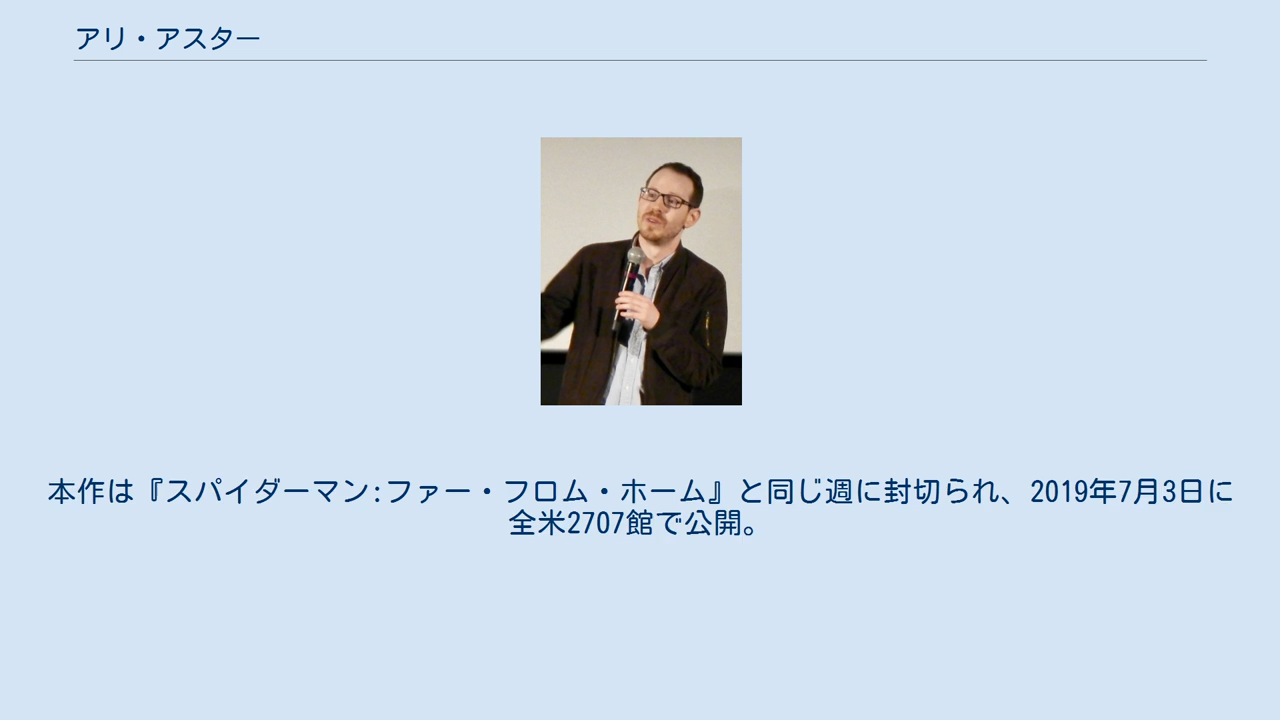 アリ・アスター
本作は『スパイダーマン:ファー・フロム・ホーム』と同じ週に封切られ、2019年7月3日に
全米2707館で公開。